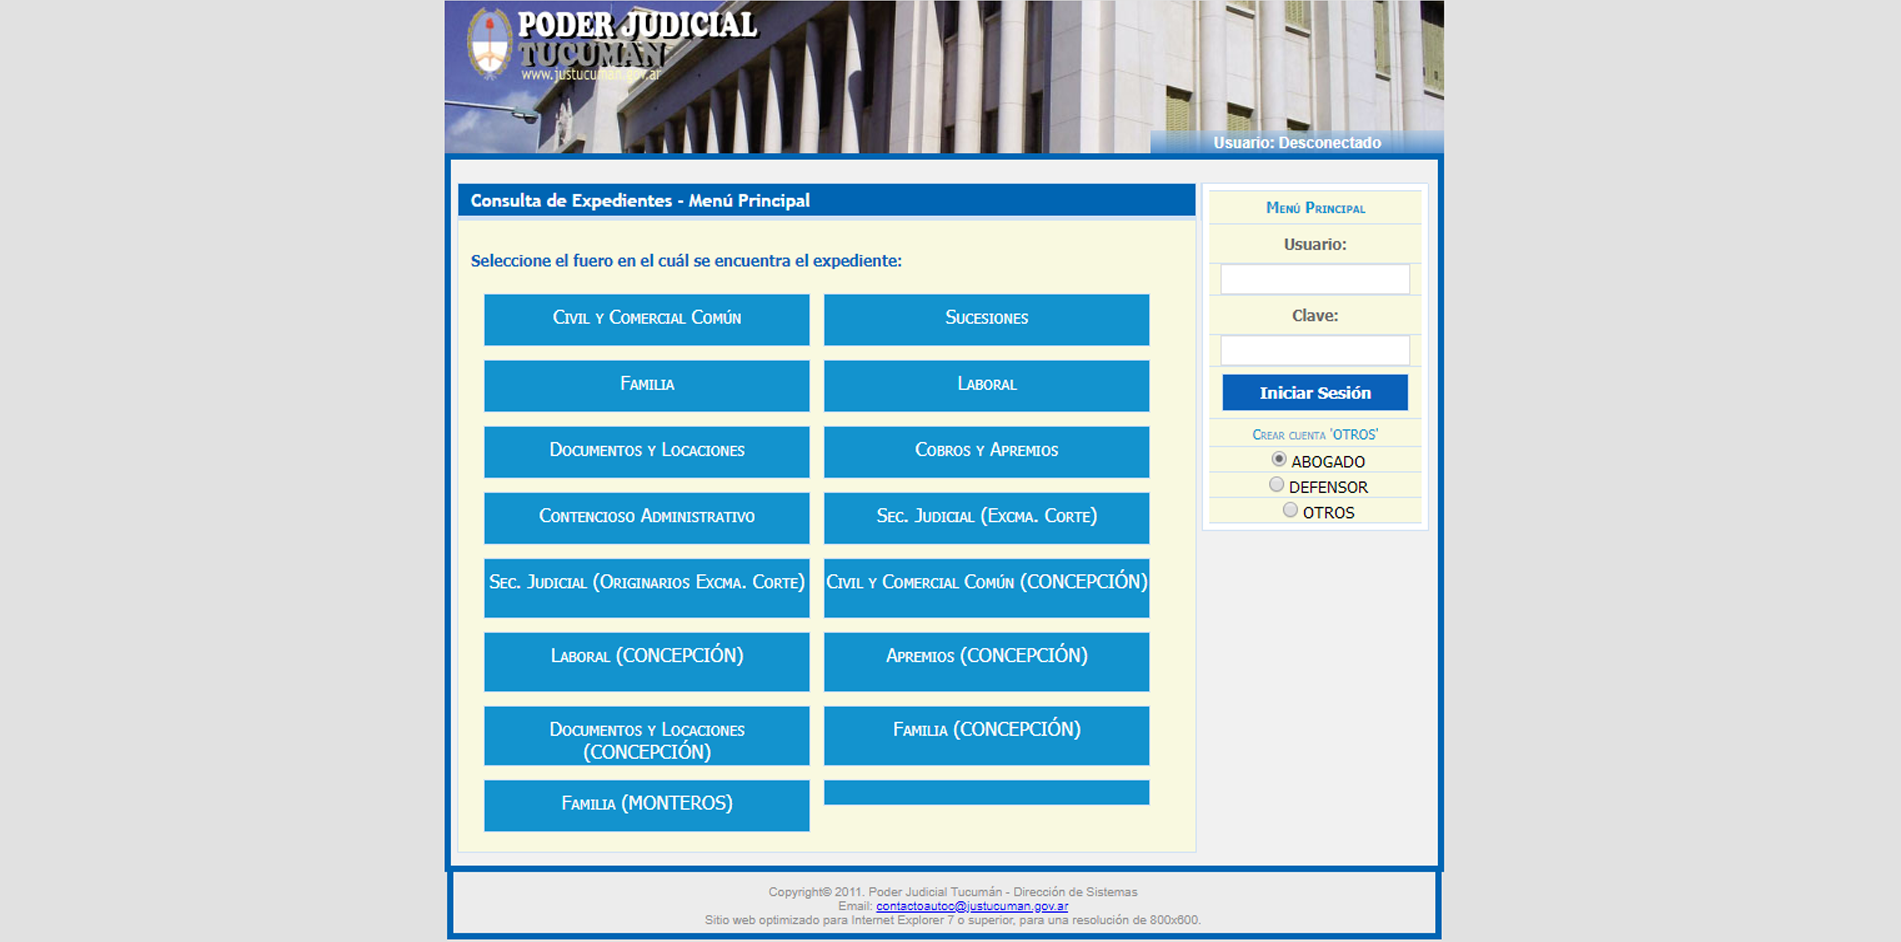 PODER JUDICIAL
TUCUMAN
www.justucuman.gov.ar
Usuario: Desconectado
Consulta de Expedientes - Menú Principal
Seleccione el fuero en el cuál se encuentra el expediente:
Civil y Comercial Común
Sucesiones
Familia
Laboral
Documentos y Locaciones
Cobros y Apremios
Contencioso Administrativo
Sec. Judicial (Excma. Corte)
Sec. Judicial (Originarios Excma. Corte)
Civil y Comercial Común (CONCEPCIÓN)
Laboral (CONCEPCIÓN)
Apremios (CONCEPCIÓN)
Documentos y Locaciones
(CONCEPCIÓN)
Familia (CONCEPCIÓN)
Familia (MONTEROS)
Menú Principal
Usuario:
Clave:
Iniciar Sesión
Crear cuenta 'OTROS'
ABOGADO
DEFENSOR
OTROS
Copyright© 2011. Poder Judicial Tucumán - Dirección de Sistemas
Email: contactoautoc@justucuman.gov.ar
Sitio web optimizado para Internet Explorer 7 o superior, para una resolución de 800x600.